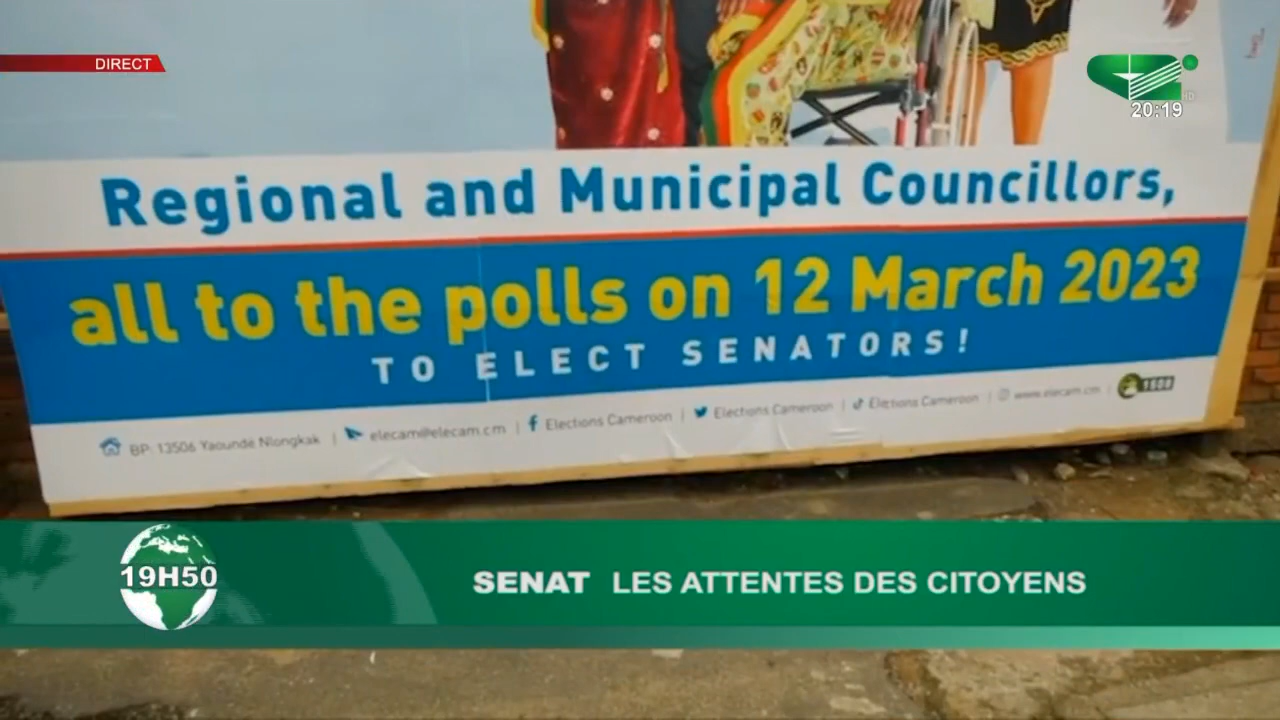 DIRECT
HD
20:19
Regional and Municipal Councillors,
all to the polls on 12 March 2023
TO ELECT SENATORS!
BP: 13506 Yaoundé Nlongkak | elecam@elecam.cm | Elections Cameroon | Elections Cameroon | Elections Cameroon | www.elecam.cm |
19H50
SENAT LES ATTENTES DES CITOYENS